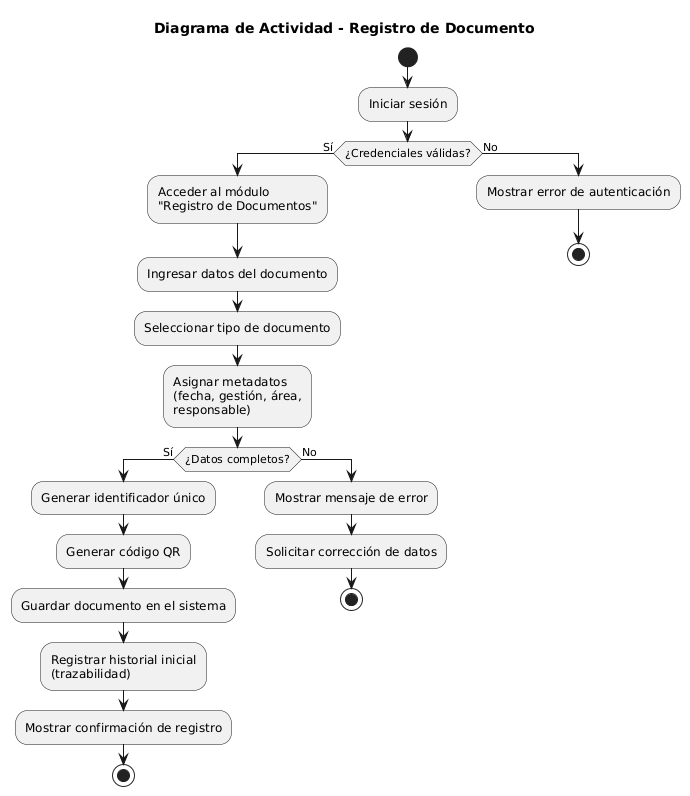 Diagrama de Actividad - Registro de Documento
Iniciar sesión
¿Credenciales válidas?
Sí
No
Acceder al módulo
"Registro de Documentos"
Mostrar error de autenticación
Ingresar datos del documento
Seleccionar tipo de documento
Asignar metadatos
(fecha, gestión, área,
responsable)
¿Datos completos?
Sí
No
Generar identificador único
Mostrar mensaje de error
Generar código QR
Solicitar corrección de datos
Guardar documento en el sistema
Registrar historial inicial
(trazabilidad)
Mostrar confirmación de registro